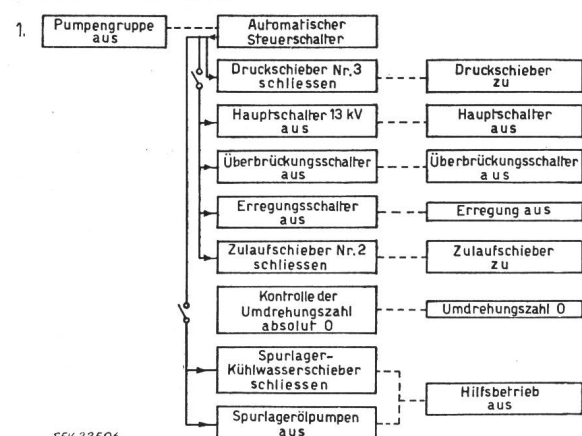 1.
Pumpengruppe
aus
Automatischer
Steuerschalter
Druckschieber Nr.3
schliessen
Druckschieber
zu
Hauptschalter 13 kV
aus
Hauptschalter
aus
Überbrückungsschalter
aus
Überbrückungsschalter
aus
Erregungsschalter
aus
Erregung aus
Zulaufschieber Nr.2
schliessen
Zulaufschieber
zu
Kontrolle der
Umdrehungszahl
absolut 0
Umdrehungszahl 0
Spurlager-
Kühlwasserschieber
schliessen
Spurlagerölpumpen
aus
Hilfsbetrieb
aus